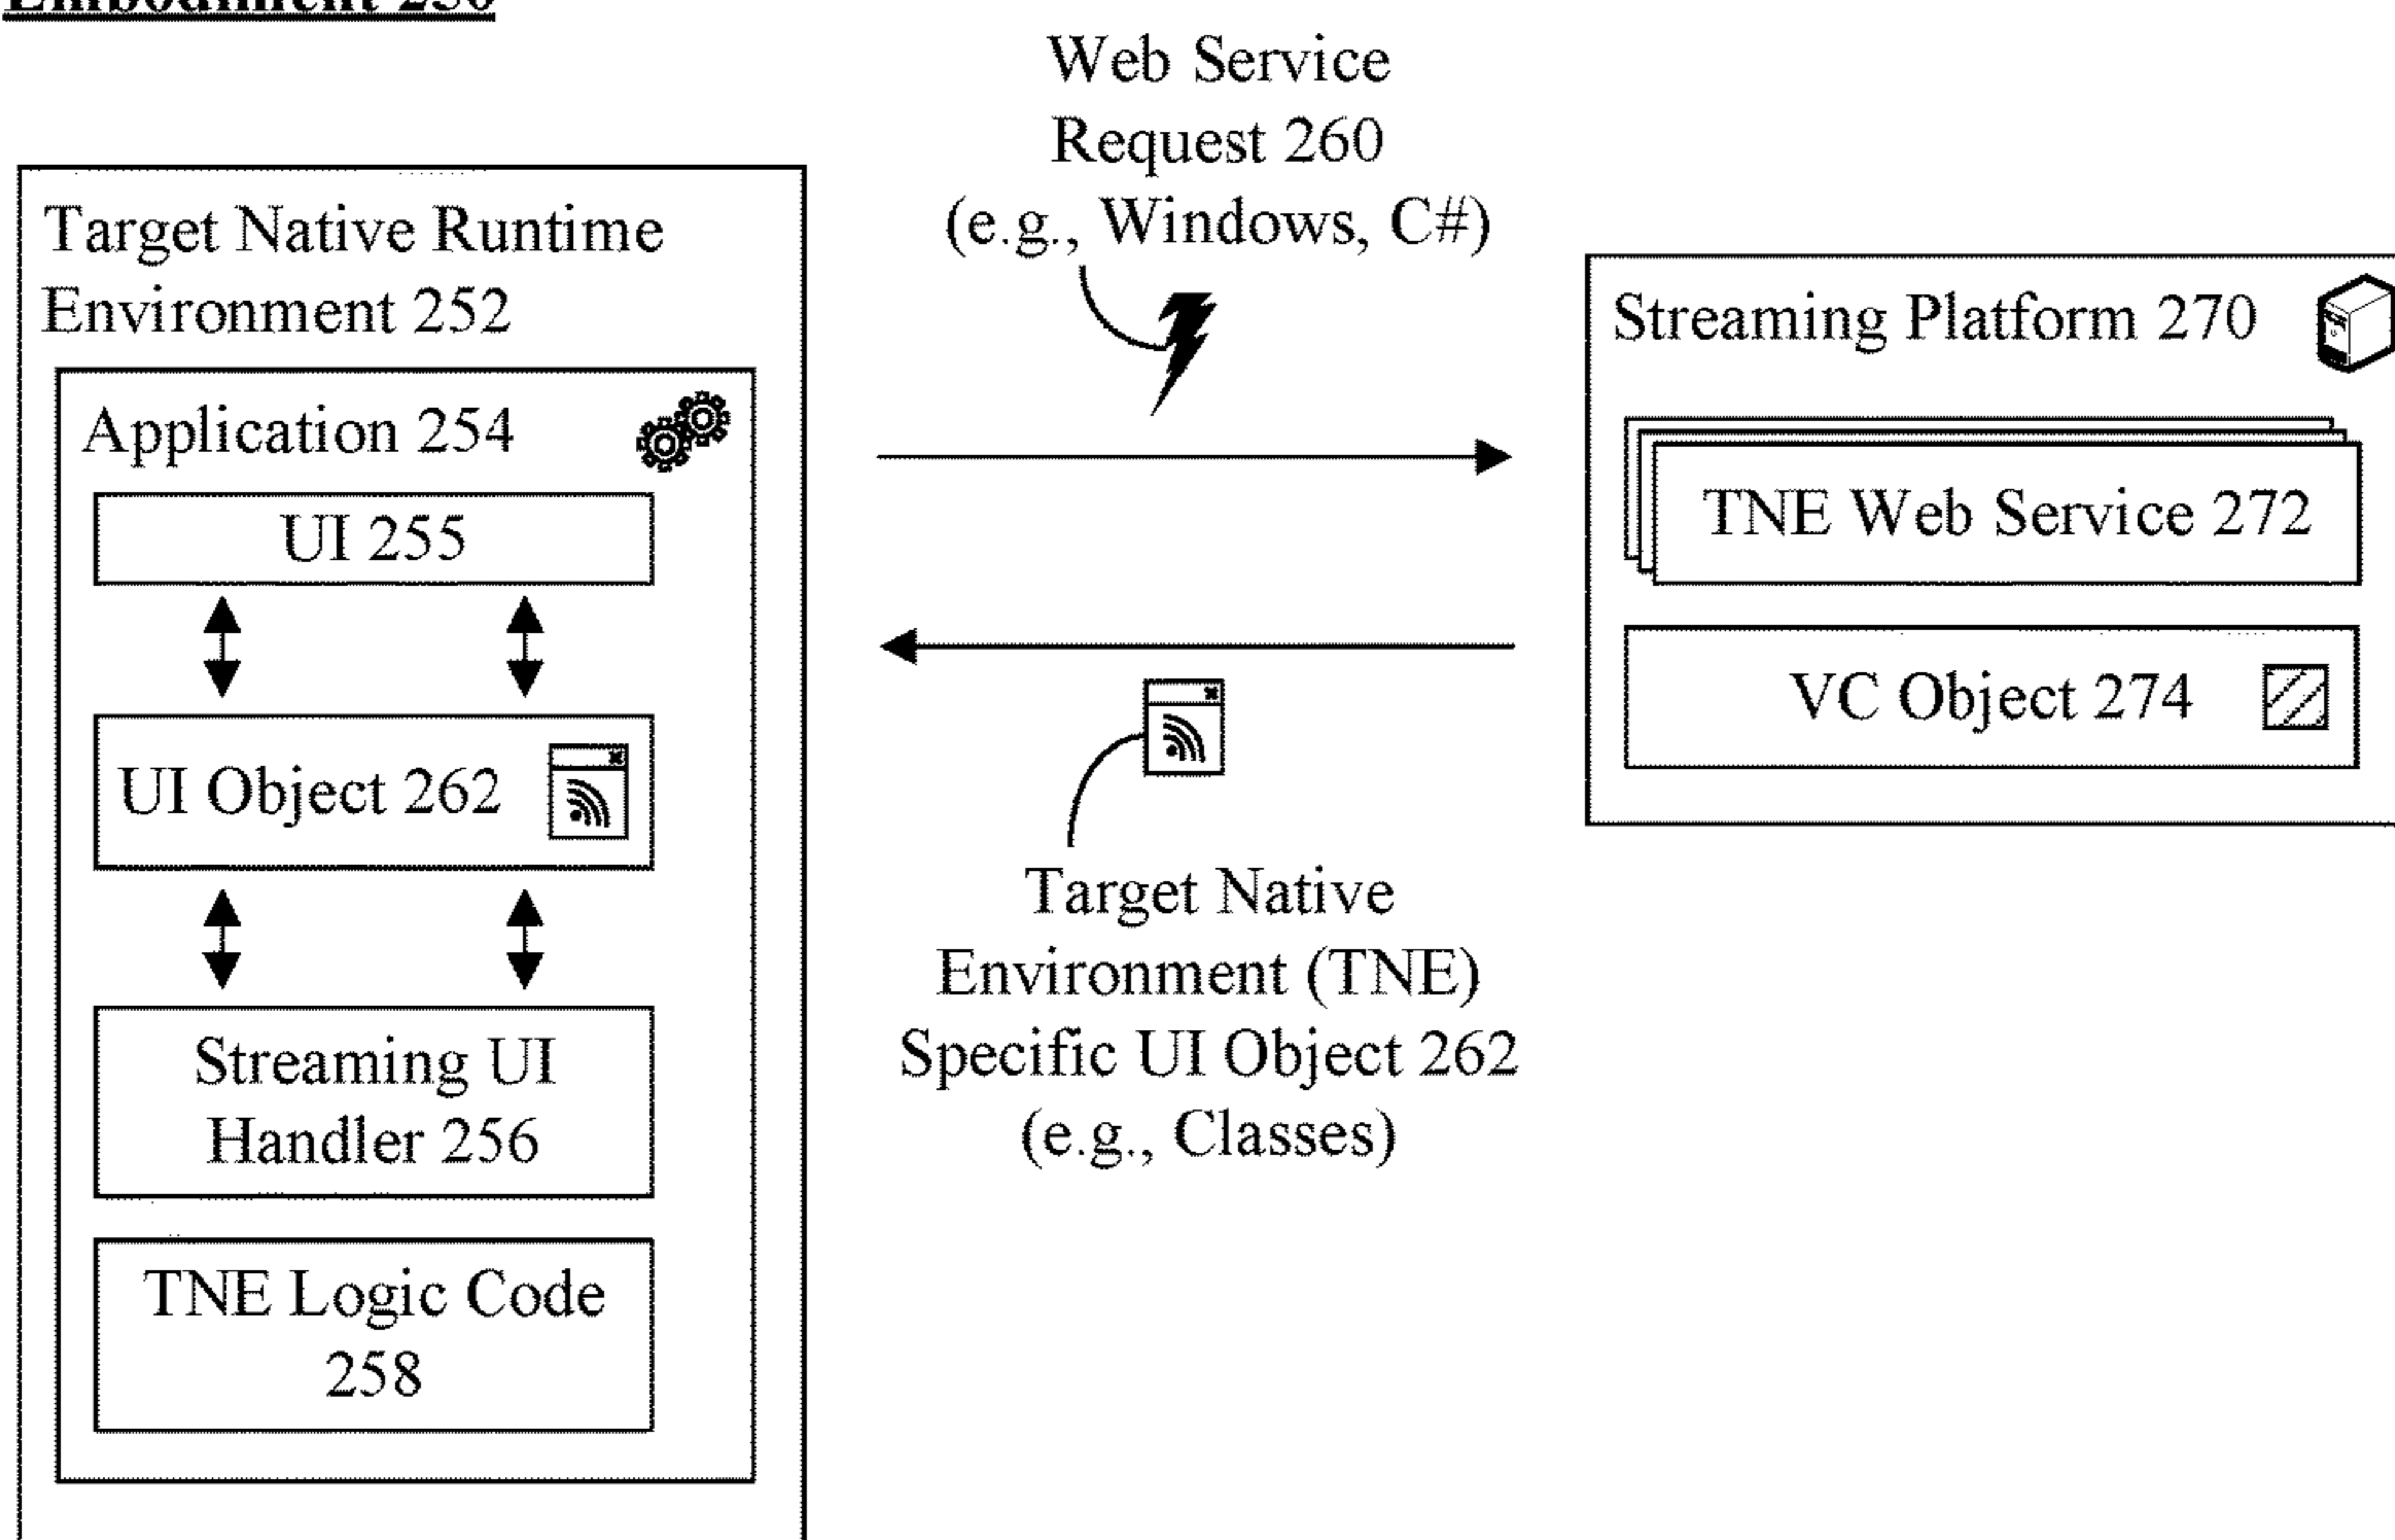 Embodiment 250
Web Service
Request 260
(e.g., Windows, C#)
Target Native Runtime
Environment 252
Application 254
UI 255
UI Object 262
Streaming UI
Handler 256
TNE Logic Code
258
Target Native
Environment (TNE)
Specific UI Object 262
(e.g., Classes)
Streaming Platform 270
TNE Web Service 272
VC Object 274